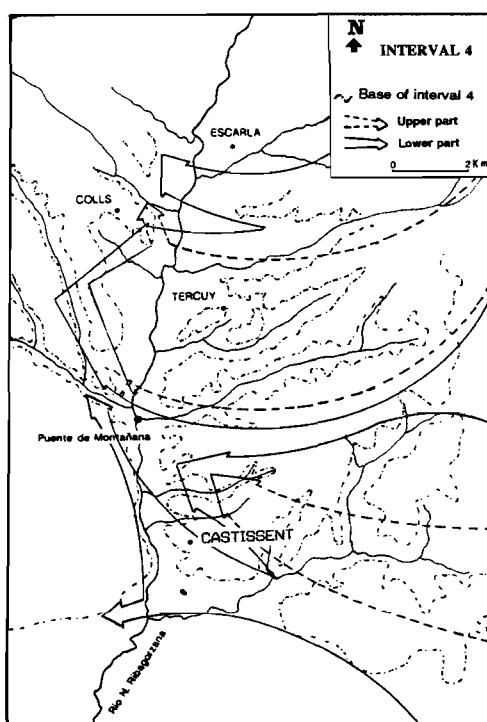 N
INTERVAL 4
Base of interval 4
Upper part
Lower part
0 2 Km
ESCARLA
COLLS
TERCUY
Puente de Montañana
CASTISSENT
Rio N. Ribagorzana